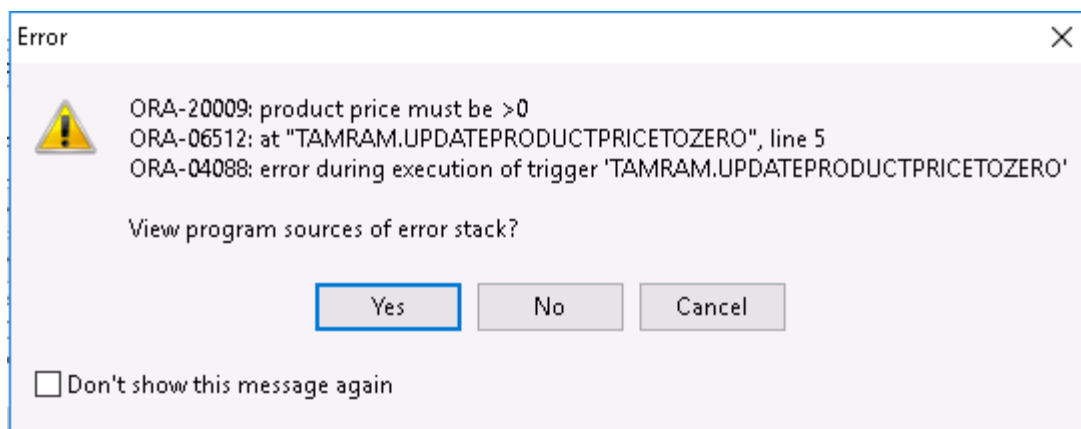 Error
ORA-20009: product price must be >0
ORA-06512: at "TAMRAM.UPDATEPRODUCTPRICETOZERO", line 5
ORA-04088: error during execution of trigger 'TAMRAM.UPDATEPRODUCTPRICETOZERO'
View program sources of error stack?
Yes No Cancel
Don't show this message again